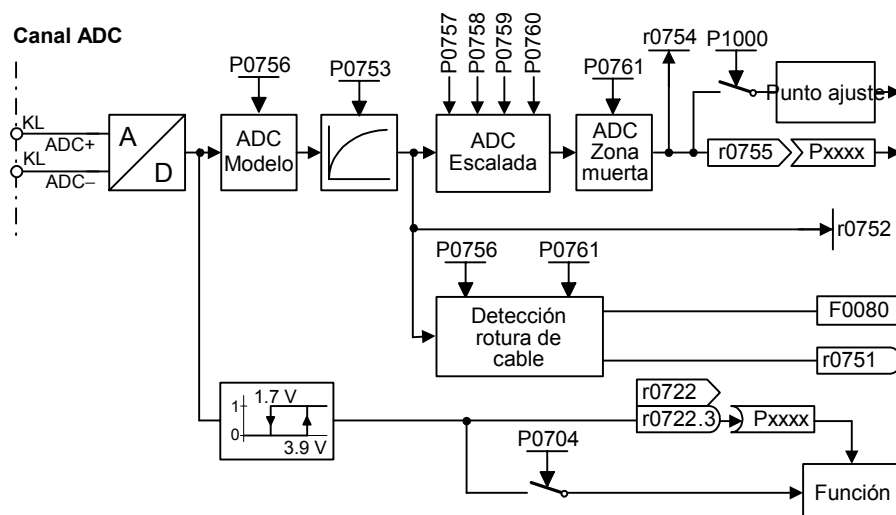 Canal ADC
KL
ADC+
KL
ADC–
A
D
P0756
ADC
Modelo
P0753
P0757
P0758
P0759
P0760
ADC
Escalada
P0761
ADC
Zona
muerta
r0754
P1000
Punto ajuste
r0755
Pxxxx
r0752
P0756
P0761
Detección
rotura de
cable
F0080
r0751
1.7 V
1
0
3.9 V
r0722
r0722.3
Pxxxx
P0704
Función